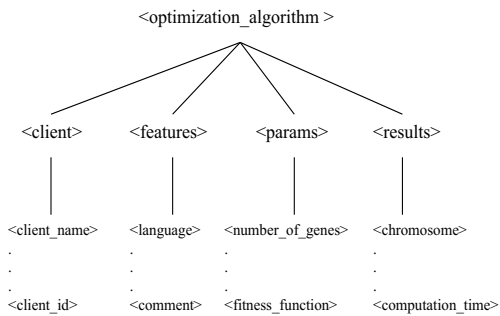 <optimization_algorithm >
<client> <features> <params> <results>
<client_name> <language> <number_of_genes> <chromosome>
. . . .
. . . .
. . . .
<client_id> <comment> <fitness_function> <computation_time>